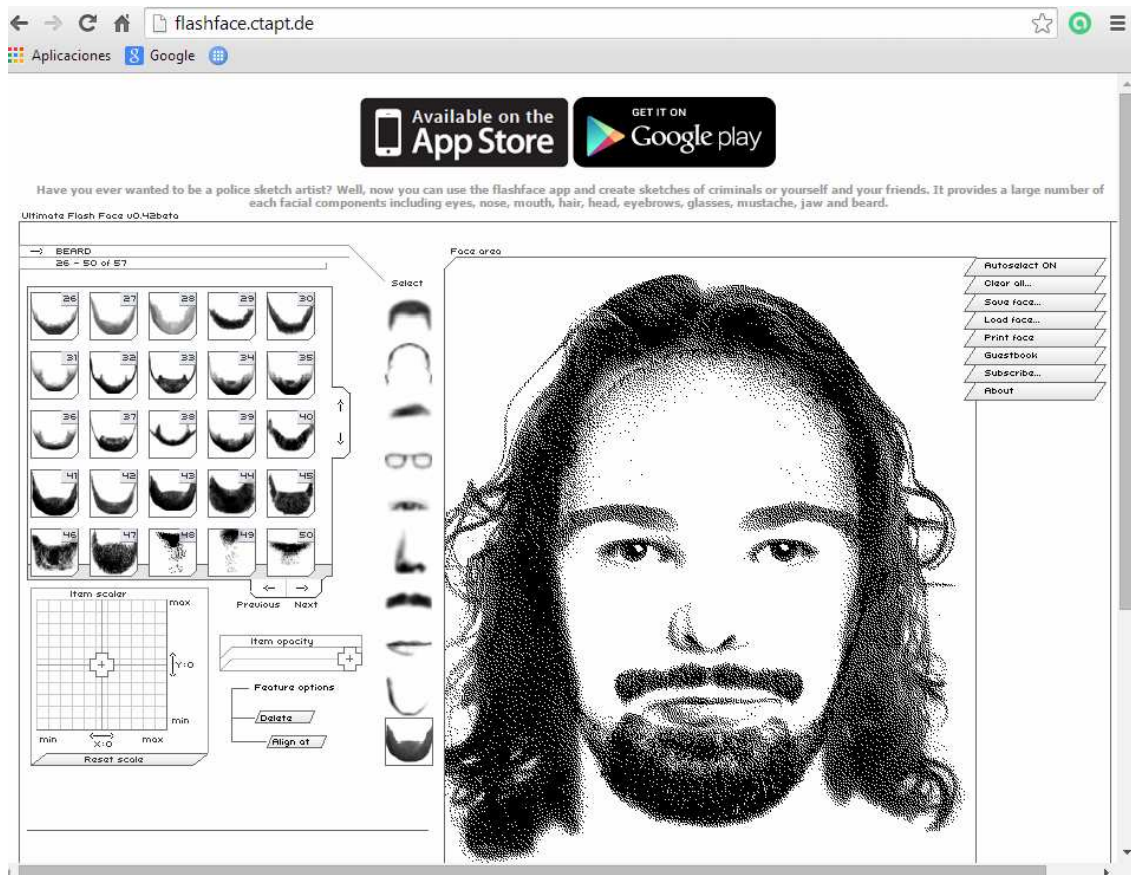 flashface.ctapt.de
Aplicaciones
Google
Available on the
App Store
GET IT ON
Google play
Have you ever wanted to be a police sketch artist? Well, now you can use the flashface app and create sketches of criminals or yourself and your friends. It provides a large number of
each facial components including eyes, nose, mouth, hair, head, eyebrows, glasses, mustache, jaw and beard.
Ultimate Flash Face v0.42beta
BEARD
26 - 50 of 57
Select
Face area
26 27 28 29 30
31 32 33 34 35
36 37 38 39 40
41 42 43 44 45
46 47 48 49 50
Previous Next
Item scaler
max
Y:0
min
min X:0 max
Reset scale
Item opacity
Feature options
Delete
Align at
Autoselect ON
Clear all...
Save face...
Load face...
Print face
Guestbook
Subscribe...
About